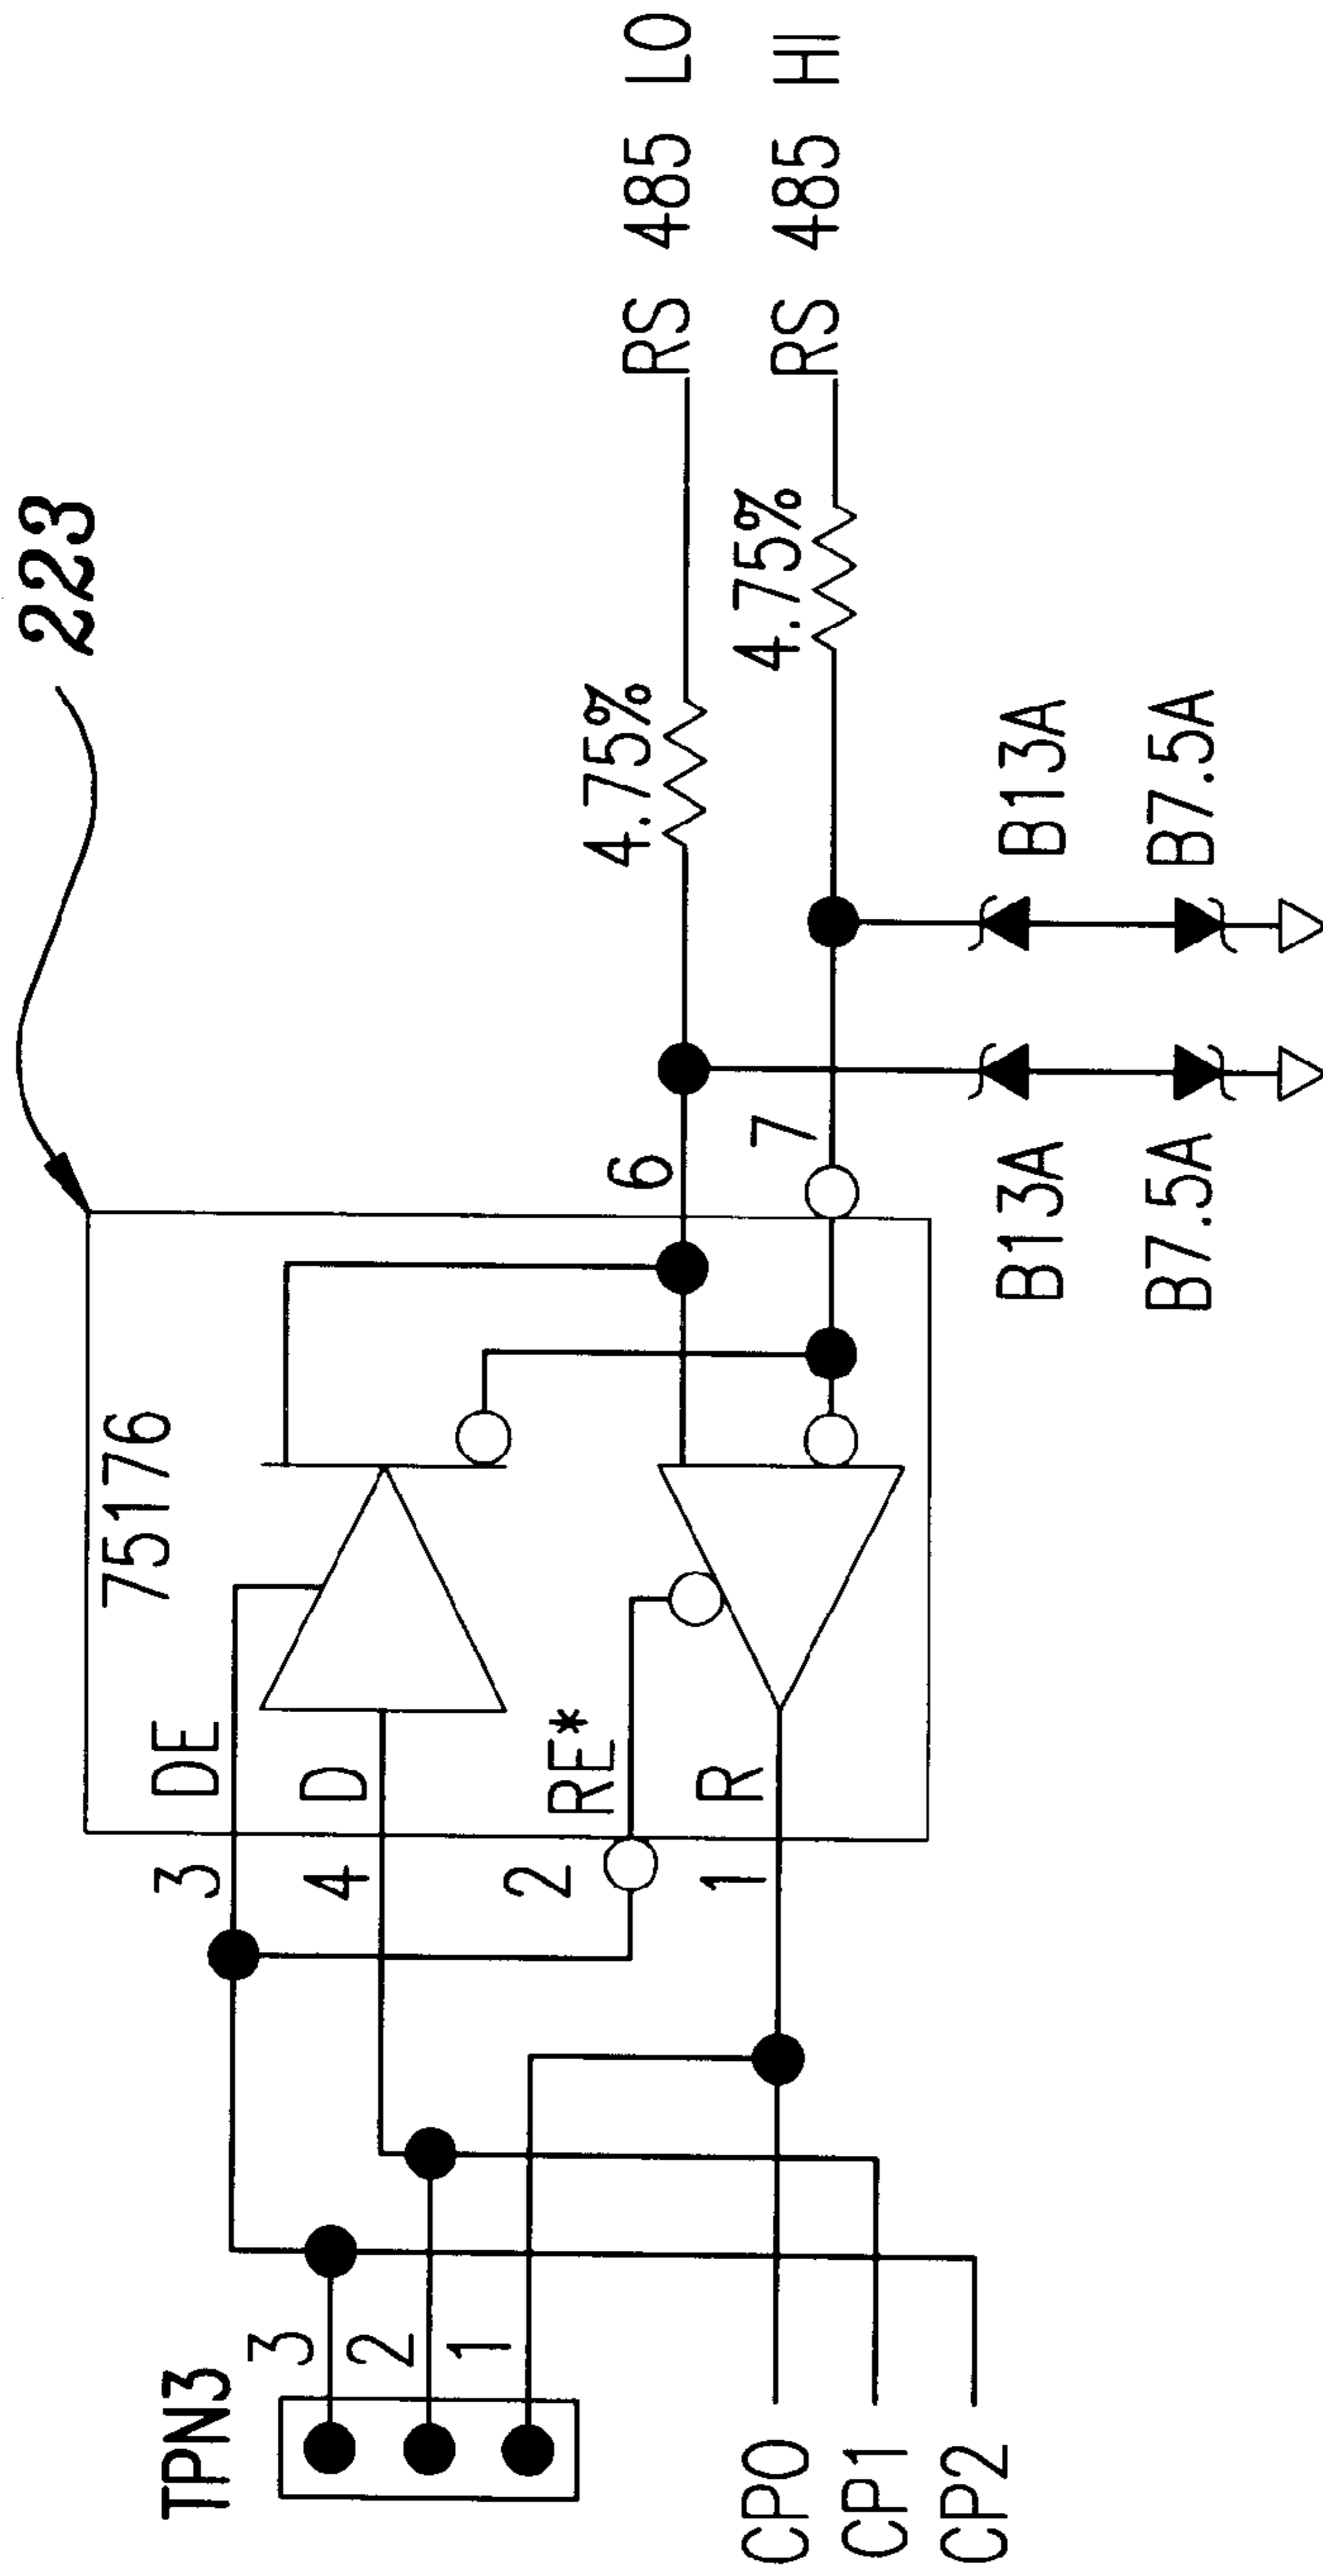 223
75176
TPN3
3
2
1
3
DE
4
D
2
RE*
1
R
6
7
4.75%
4.75%
RS 485 LO
RS 485 HI
B13A
B7.5A
B13A
B7.5A
CP0
CP1
CP2